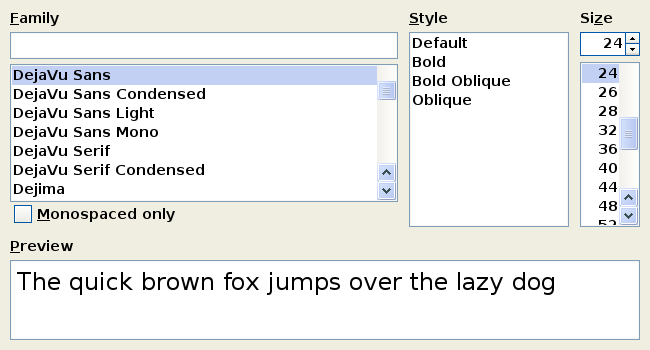 Family
DejaVu Sans
DejaVu Sans Condensed
DejaVu Sans Light
DejaVu Sans Mono
DejaVu Serif
DejaVu Serif Condensed
Dejima
Monospaced only
Style
Default
Bold
Bold Oblique
Oblique
Size
24
24
26
28
32
36
40
44
48
52
Preview
The quick brown fox jumps over the lazy dog